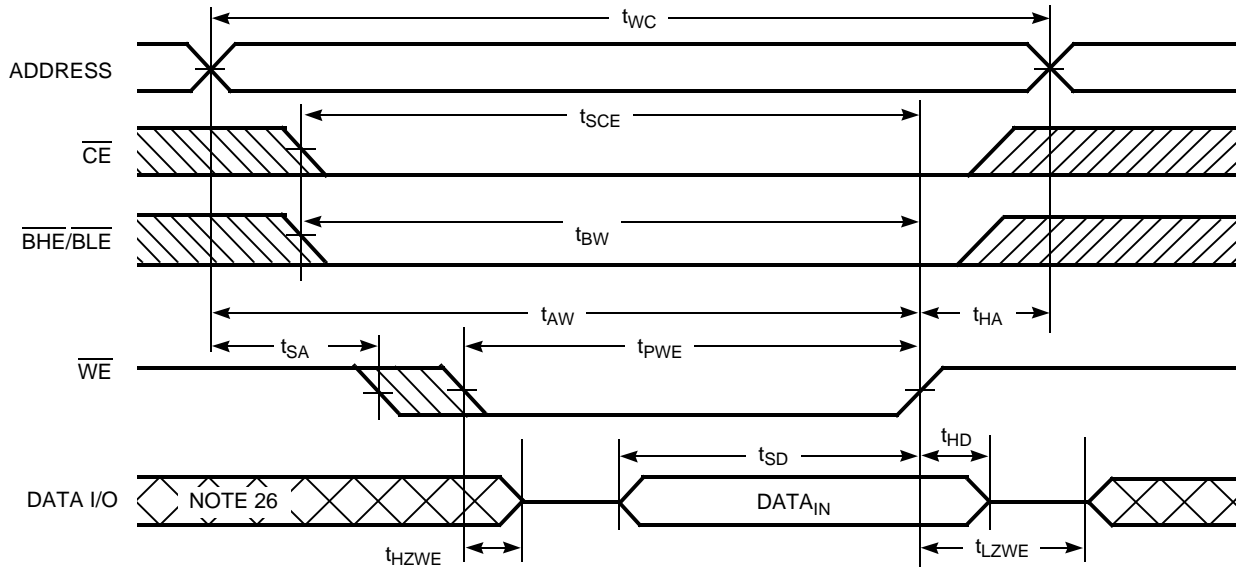 tWC
ADDRESS
tSCE
CE
BHE/BLE
tBW
tAW
tHA
tSA
tPWE
WE
tSD
tHD
DATA I/O
NOTE 26
DATAIN
tHZWE
tLZWE